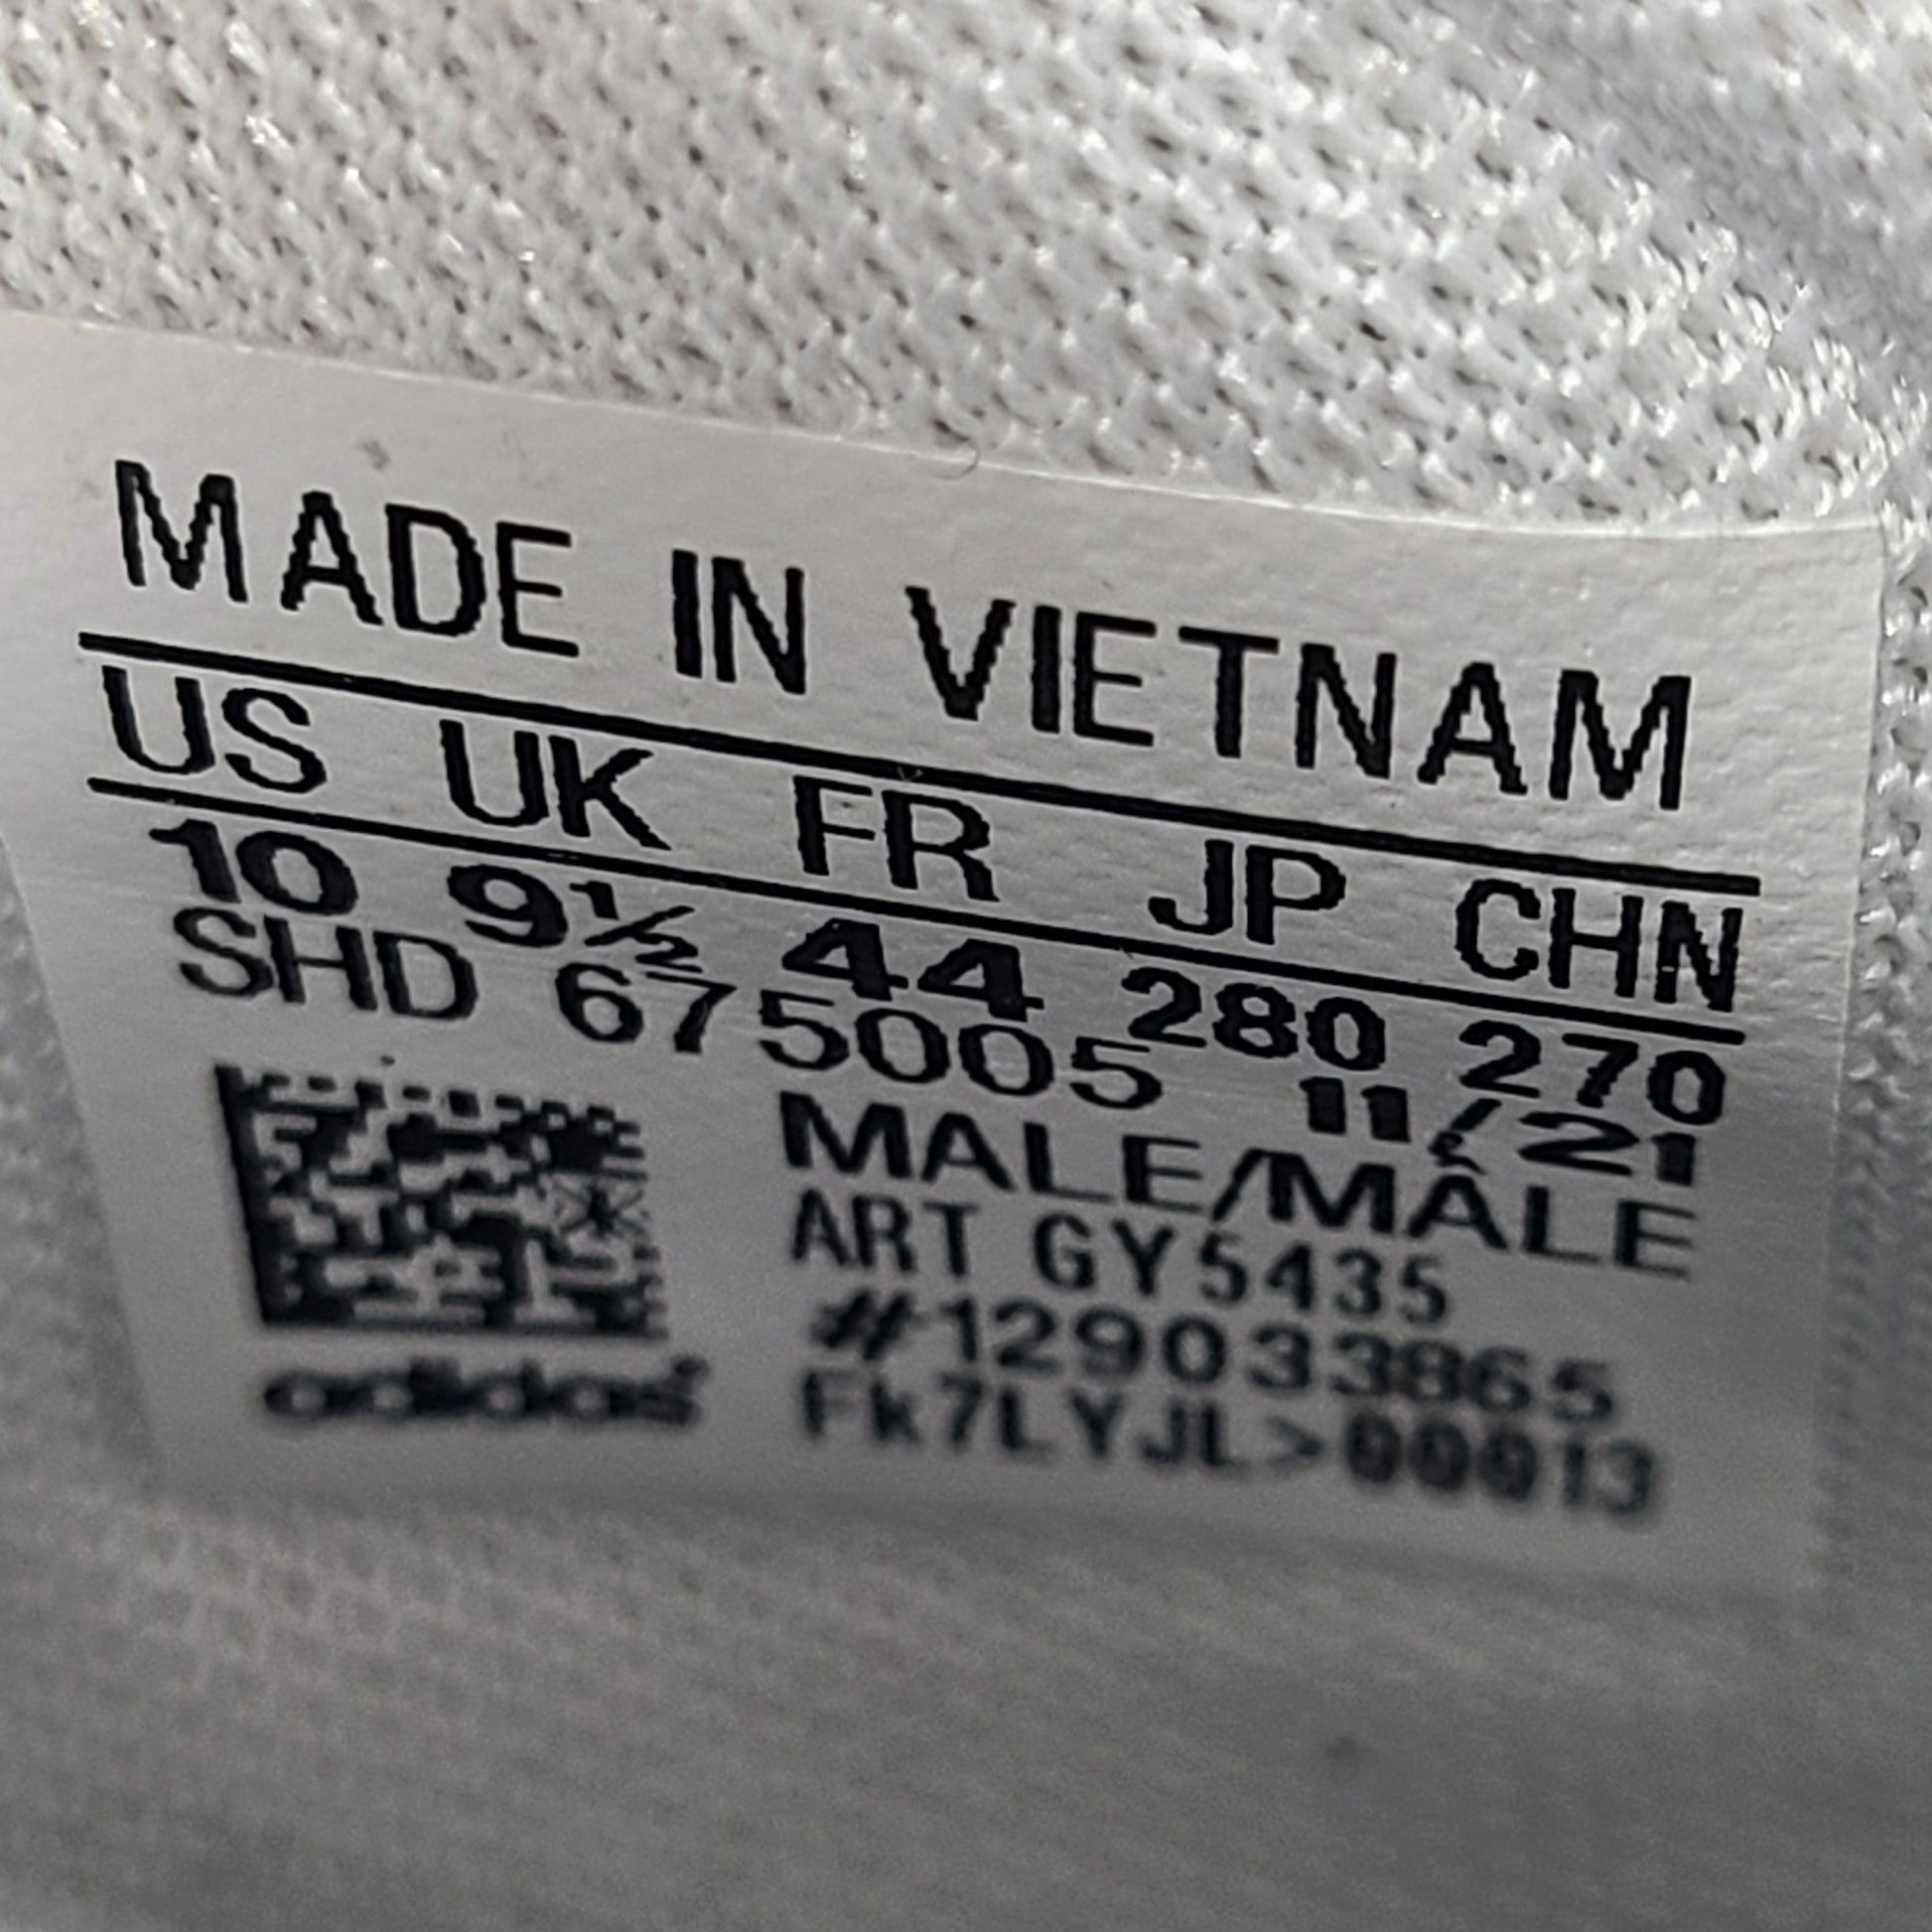 MADE IN VIETNAM
US UK FR JP CHN
10 9½ 44 280 270
SHD 675005 11/21
MALE/MÂLE
ART GY5435
#129033865
Fk7LYJL>00013
adidas